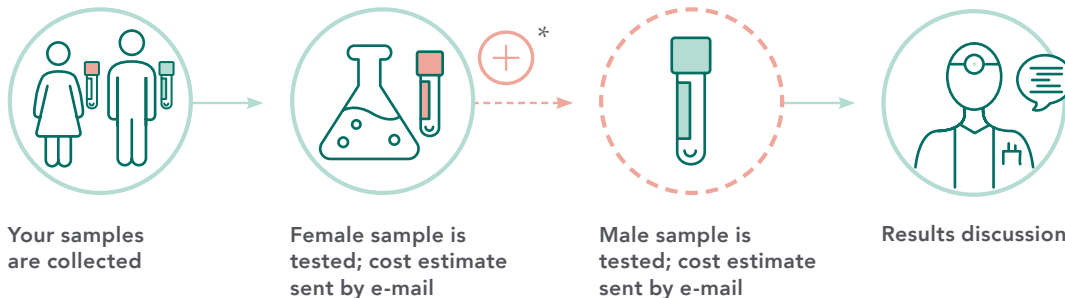 *
Your samples
are collected
Female sample is
tested; cost estimate
sent by e-mail
Male sample is
tested; cost estimate
sent by e-mail
Results discussion